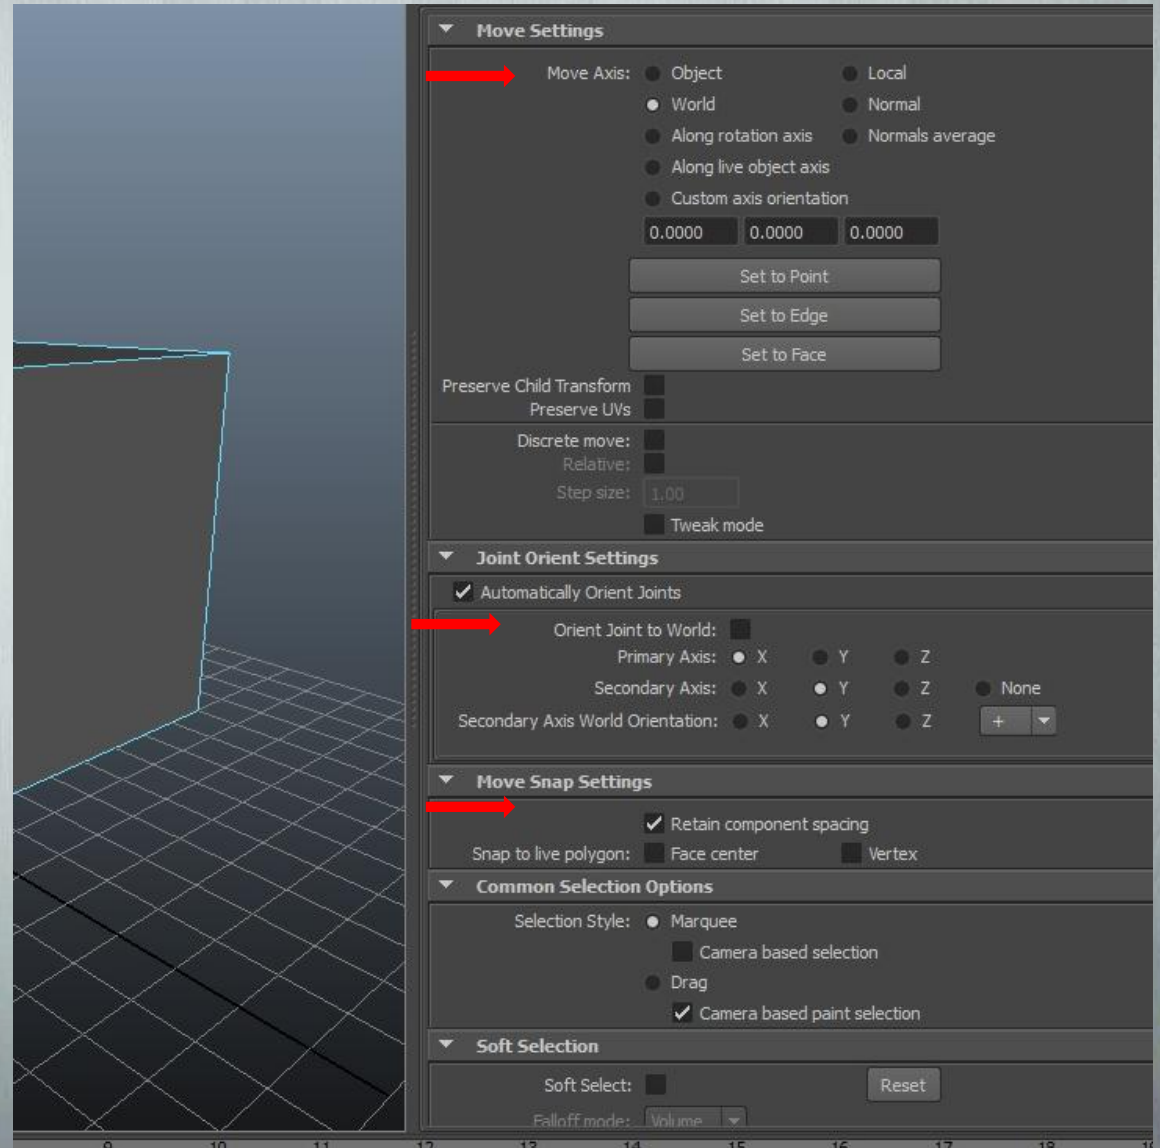 Move Settings
Move Axis: Object Local
World Normal
Along rotation axis Normals average
Along live object axis
Custom axis orientation
0.0000 0.0000 0.0000
Set to Point
Set to Edge
Set to Face
Preserve Child Transform
Preserve UVs
Discrete move:
Relative:
Step size: 1.00
Tweak mode
Joint Orient Settings
Automatically Orient Joints
Orient Joint to World:
Primary Axis: X Y Z
Secondary Axis: X Y Z None
Secondary Axis World Orientation: X Y Z +
Move Snap Settings
Retain component spacing
Snap to live polygon: Face center Vertex
Common Selection Options
Selection Style: Marquee
Camera based selection
Drag
Camera based paint selection
Soft Selection
Soft Select: Reset
Falloff mode: Volume
9 10 11 12 13 14 15 16 17 18